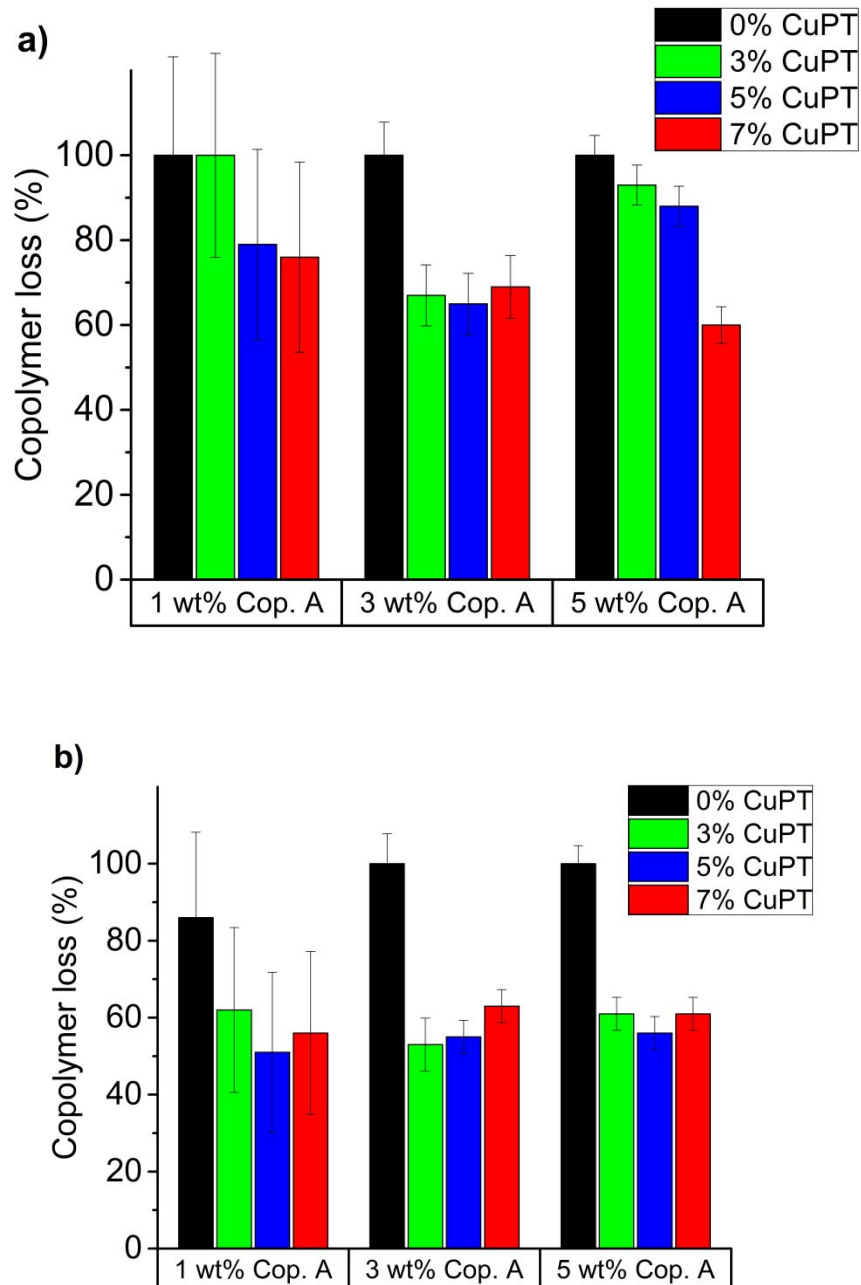 a)
0% CuPT
3% CuPT
5% CuPT
7% CuPT
Copolymer loss (%)
100
80
60
40
20
0
1 wt% Cop. A
3 wt% Cop. A
5 wt% Cop. A
b)
0% CuPT
3% CuPT
5% CuPT
7% CuPT
Copolymer loss (%)
100
80
60
40
20
0
1 wt% Cop. A
3 wt% Cop. A
5 wt% Cop. A